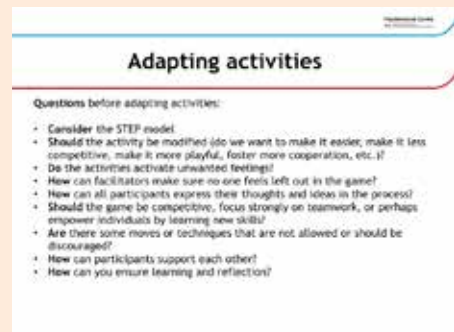 Adapting activities
Questions before adapting activities:
• Consider the STEP model
• Should the activity be modified (do we want to make it easier, make it less
competitive, make it more playful, foster more cooperation, etc.)?
• Do the activities activate unwanted feelings?
• How can facilitators make sure no one feels left out in the game?
• How can all participants express their thoughts and ideas in the process?
• Should the game be competitive, focus strongly on teamwork, or perhaps
empower individuals by learning new skills?
• Are there some moves or techniques that are not allowed or should be
discouraged?
• How can participants support each other?
• How can you ensure learning and reflection?